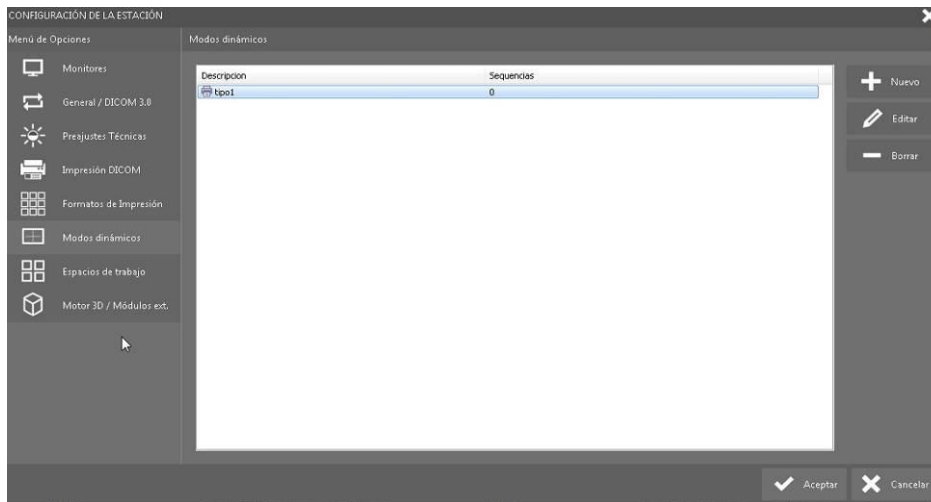 CONFIGURACIÓN DE LA ESTACIÓN
Menú de Opciones
Modos dinámicos
Monitores
General / DICOM 3.0
Preajustes Técnicas
Impresión DICOM
Formatos de Impresión
Modos dinámicos
Espacios de trabajo
Motor 3D / Módulos ext.
Descripcion Sequencias
tipo1 0
Nuevo
Editar
Borrar
Aceptar
Cancelar